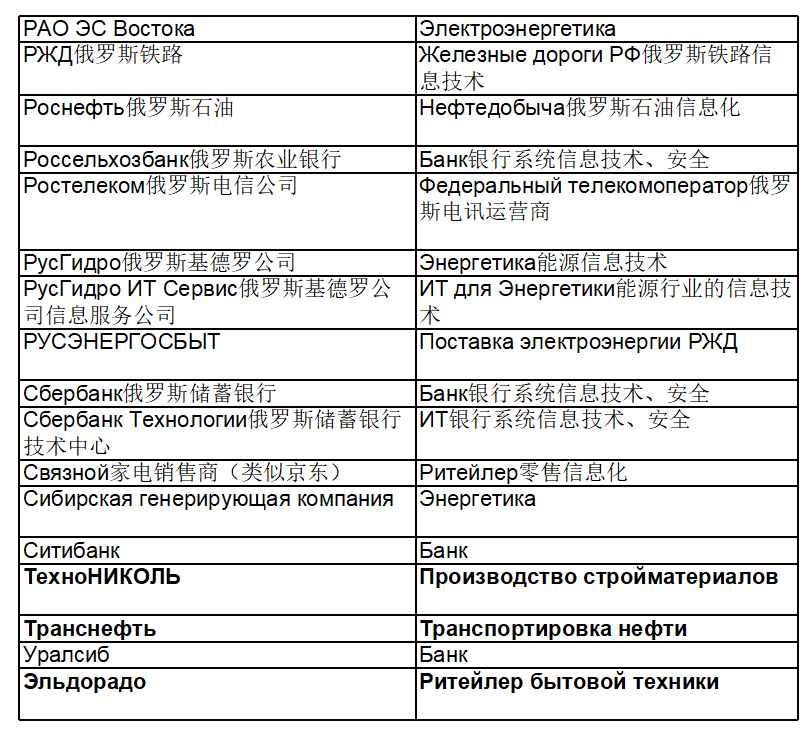 РАО ЭС Востока
Электроэнергетика
РЖД俄罗斯铁路
Железные дороги РФ俄罗斯铁路信
息技术
Роснефть俄罗斯石油
Нефтедобыча俄罗斯石油信息化
Россельхозбанк俄罗斯农业银行
Банк银行系统信息技术、安全
Ростелеком俄罗斯电信公司
Федеральный телекомоператор俄罗
斯电讯运营商
РусГидро俄罗斯基德罗公司
Энергетика能源信息技术
РусГидро ИТ Сервис俄罗斯基德罗公
司信息服务公司
ИТ для Энергетики能源行业的信息技
术
РУСЭНЕРГОСБЫТ
Поставка электроэнергии РЖД
Сбербанк俄罗斯储蓄银行
Банк银行系统信息技术、安全
Сбербанк Технологии俄罗斯储蓄银行
技术中心
ИТ银行系统信息技术、安全
Связной家电销售商（类似京东）
Ритейлер零售信息化
Сибирская генерирующая компания
Энергетика
Ситибанк
Банк
ТехноНИКОЛЬ
Производство стройматериалов
Транснефть
Транспортировка нефти
Уралсиб
Банк
Эльдорадо
Ритейлер бытовой техники